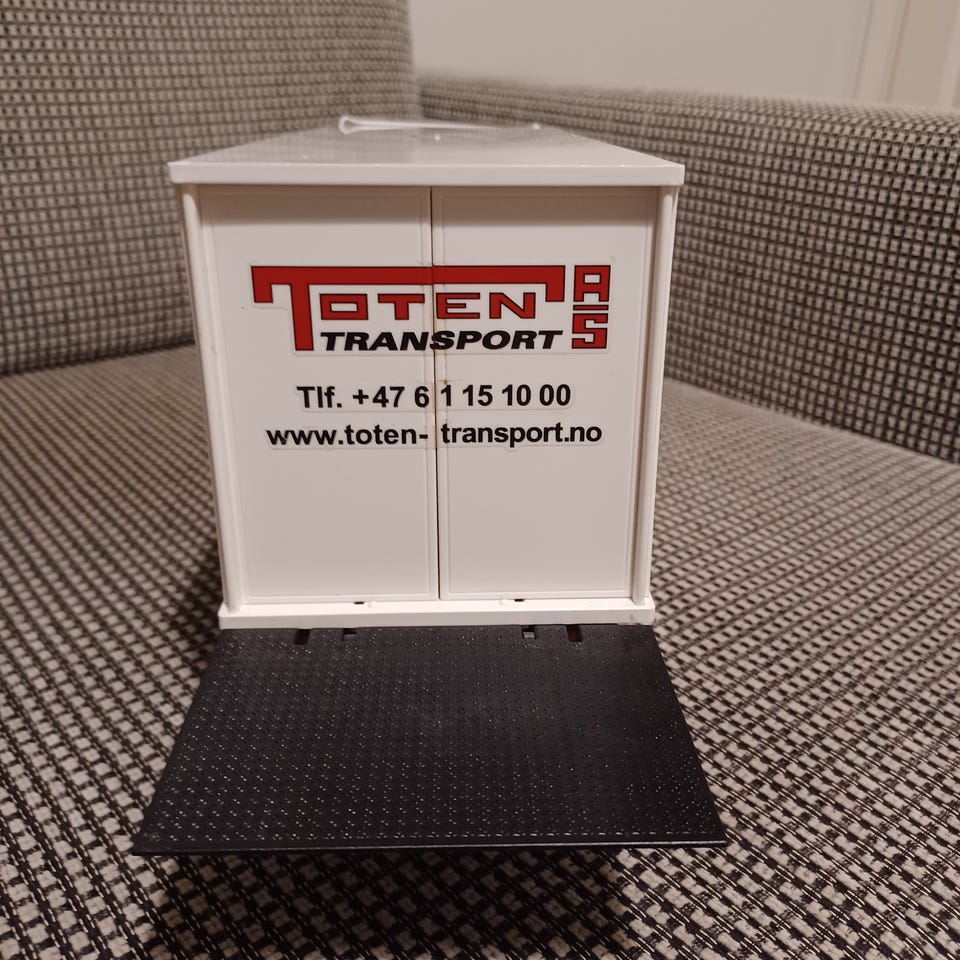 TOTEN AS
TRANSPORT
Tlf. +47 61 15 10 00
www.toten-transport.no